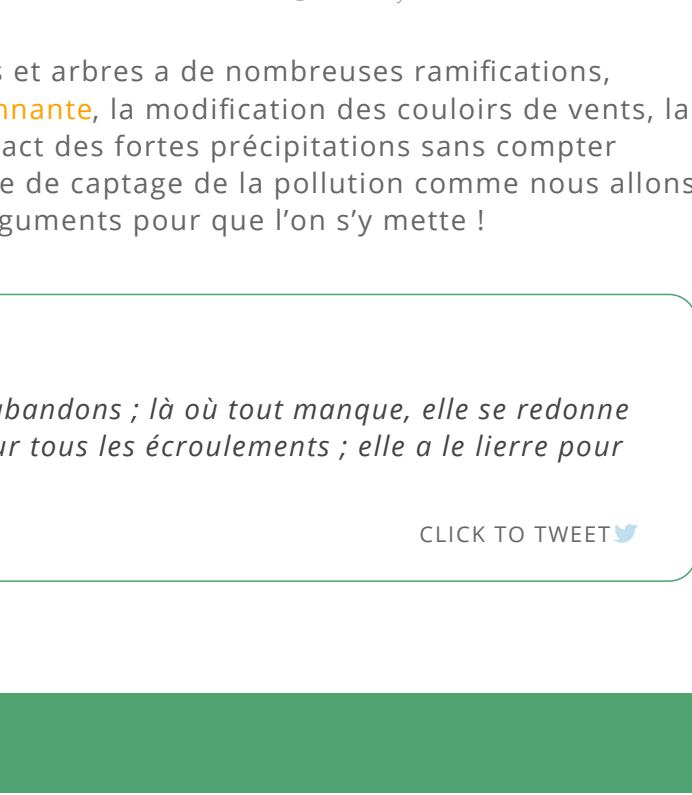 s et arbres a de nombreuses ramifications,
nnante, la modification des couloirs de vents, la
act des fortes précipitations sans compter
e de captage de la pollution comme nous allons
guments pour que l’on s’y mette !
abandons ; là où tout manque, elle se redonne
ur tous les écroulements ; elle a le lierre pour
CLICK TO TWEET